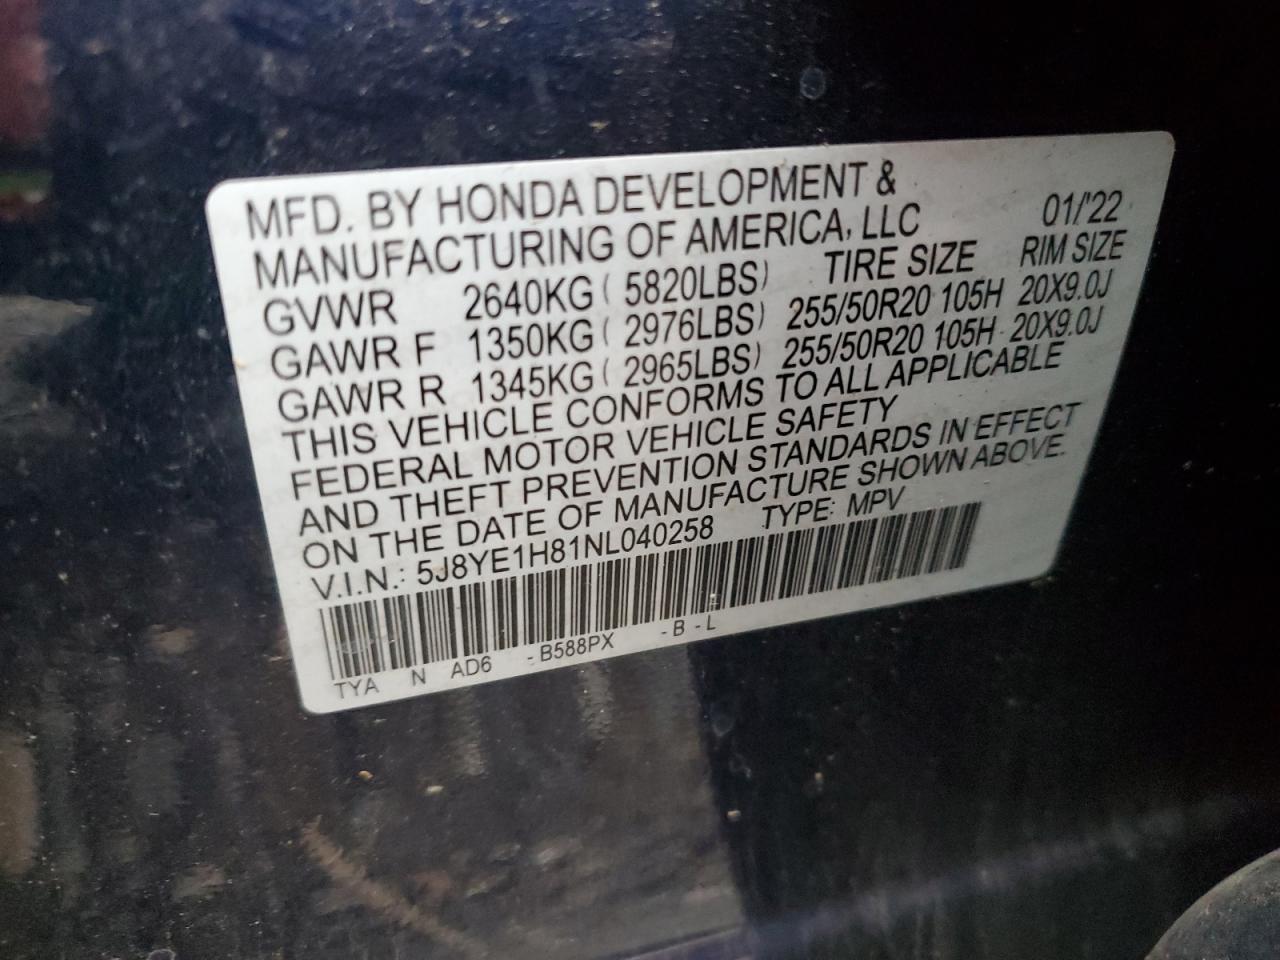 MFD. BY HONDA DEVELOPMENT &
MANUFACTURING OF AMERICA, LLC 01/'22
GVWR 2640KG ( 5820LBS) TIRE SIZE RIM SIZE
GAWR F 1350KG ( 2976LBS) 255/50R20 105H 20X9.0J
GAWR R 1345KG ( 2965LBS) 255/50R20 105H 20X9.0J
THIS VEHICLE CONFORMS TO ALL APPLICABLE
FEDERAL MOTOR VEHICLE SAFETY
AND THEFT PREVENTION STANDARDS IN EFFECT
ON THE DATE OF MANUFACTURE SHOWN ABOVE.
V.I.N.: 5J8YE1H81NL040258 TYPE: MPV
TYA N AD6 -B588PX -B-L